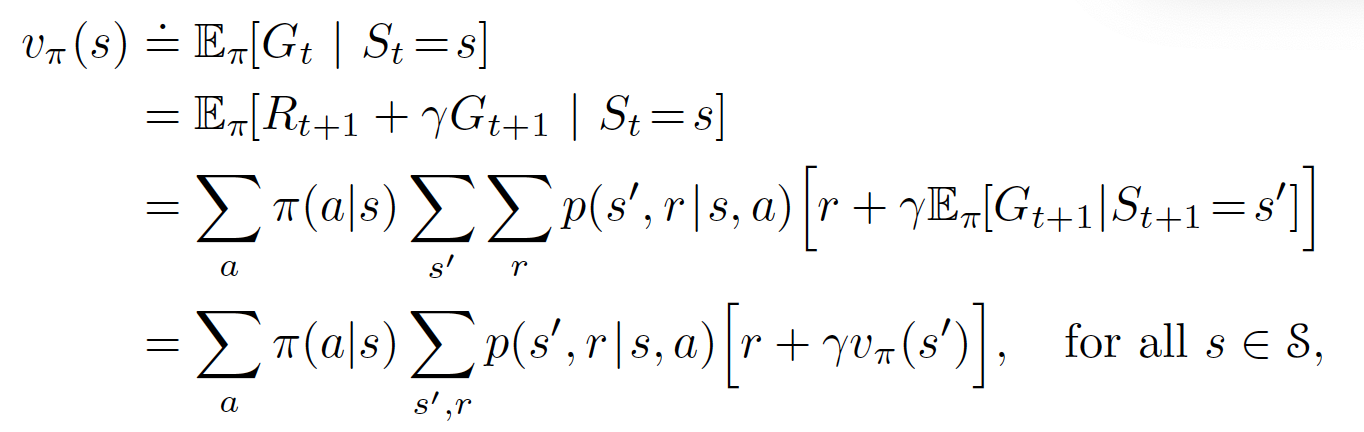 v_π(s) ≐ 𝔼_π[G_t | S_t = s]
= 𝔼_π[R_{t+1} + γG_{t+1} | S_t = s]
= ∑_a π(a|s) ∑_{s′} ∑_r p(s′, r|s, a) [r + γ𝔼_π[G_{t+1}|S_{t+1} = s′]]
= ∑_a π(a|s) ∑_{s′,r} p(s′, r|s, a) [r + γv_π(s′)], for all s ∈ 𝒮,